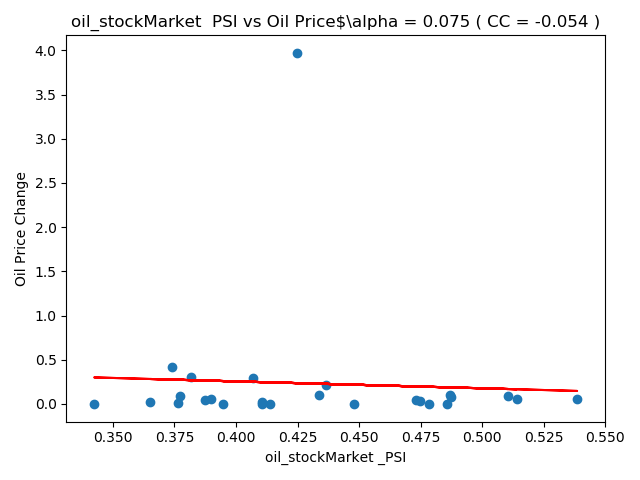 oil_stockMarket  PSI vs Oil Price$\alpha = 0.075 ( CC = -0.054 )
4.0
3.5
3.0
2.5
2.0
1.5
1.0
0.5
0.0
Oil Price Change
0.350 0.375 0.400 0.425 0.450 0.475 0.500 0.525 0.550
oil_stockMarket _PSI